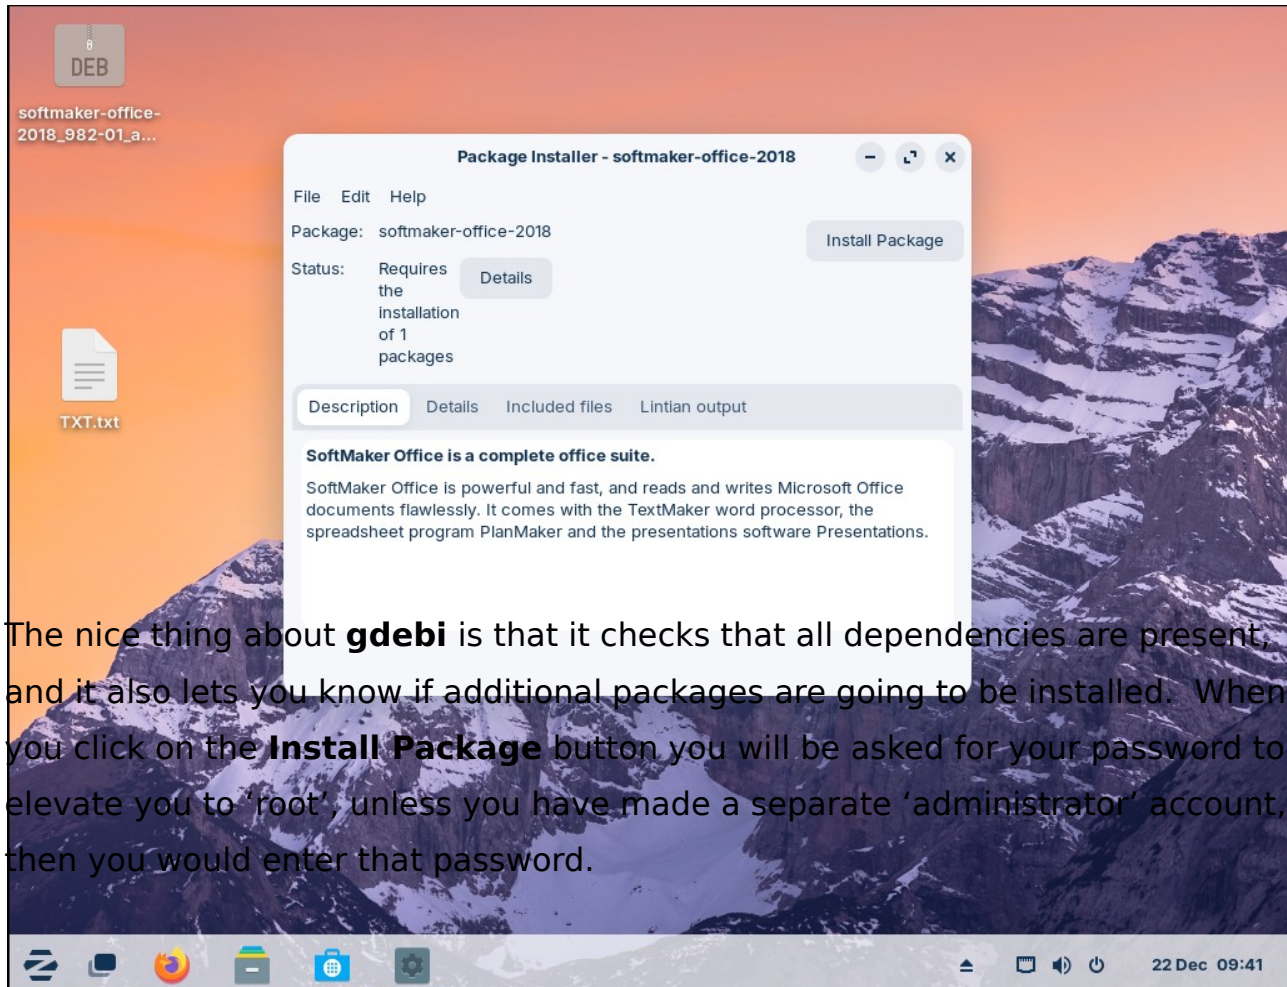 DEB
softmaker-office-
2018_982-01_a...
Package Installer - softmaker-office-2018
File Edit Help
Package: softmaker-office-2018
Install Package
Status: Requires
the
installation
of 1
packages
Details
Description Details Included files Lintian output
TXT.txt
SoftMaker Office is a complete office suite.
SoftMaker Office is powerful and fast, and reads and writes Microsoft Office
documents flawlessly. It comes with the TextMaker word processor, the
spreadsheet program PlanMaker and the presentations software Presentations.
The nice thing about gdebi is that it checks that all dependencies are present,
and it also lets you know if additional packages are going to be installed. When
you click on the Install Package button you will be asked for your password to
elevate you to ‘root’, unless you have made a separate ‘administrator’ account,
then you would enter that password.
22 Dec 09:41